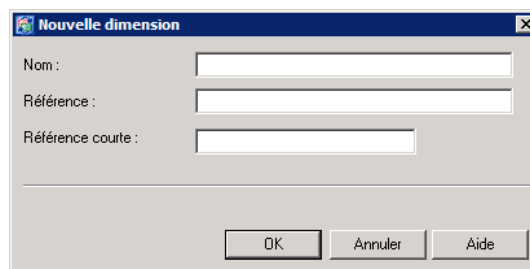 Nouvelle dimension
Nom :
Référence :
Référence courte :
OK Annuler Aide